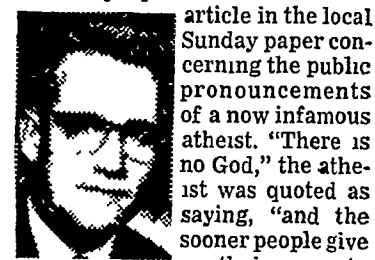 article in the local
Sunday paper con-
cerning the public
pronouncements
of a now infamous
atheist. “There is
no God,” the athe-
ist was quoted as
saying, “and the
sooner people give